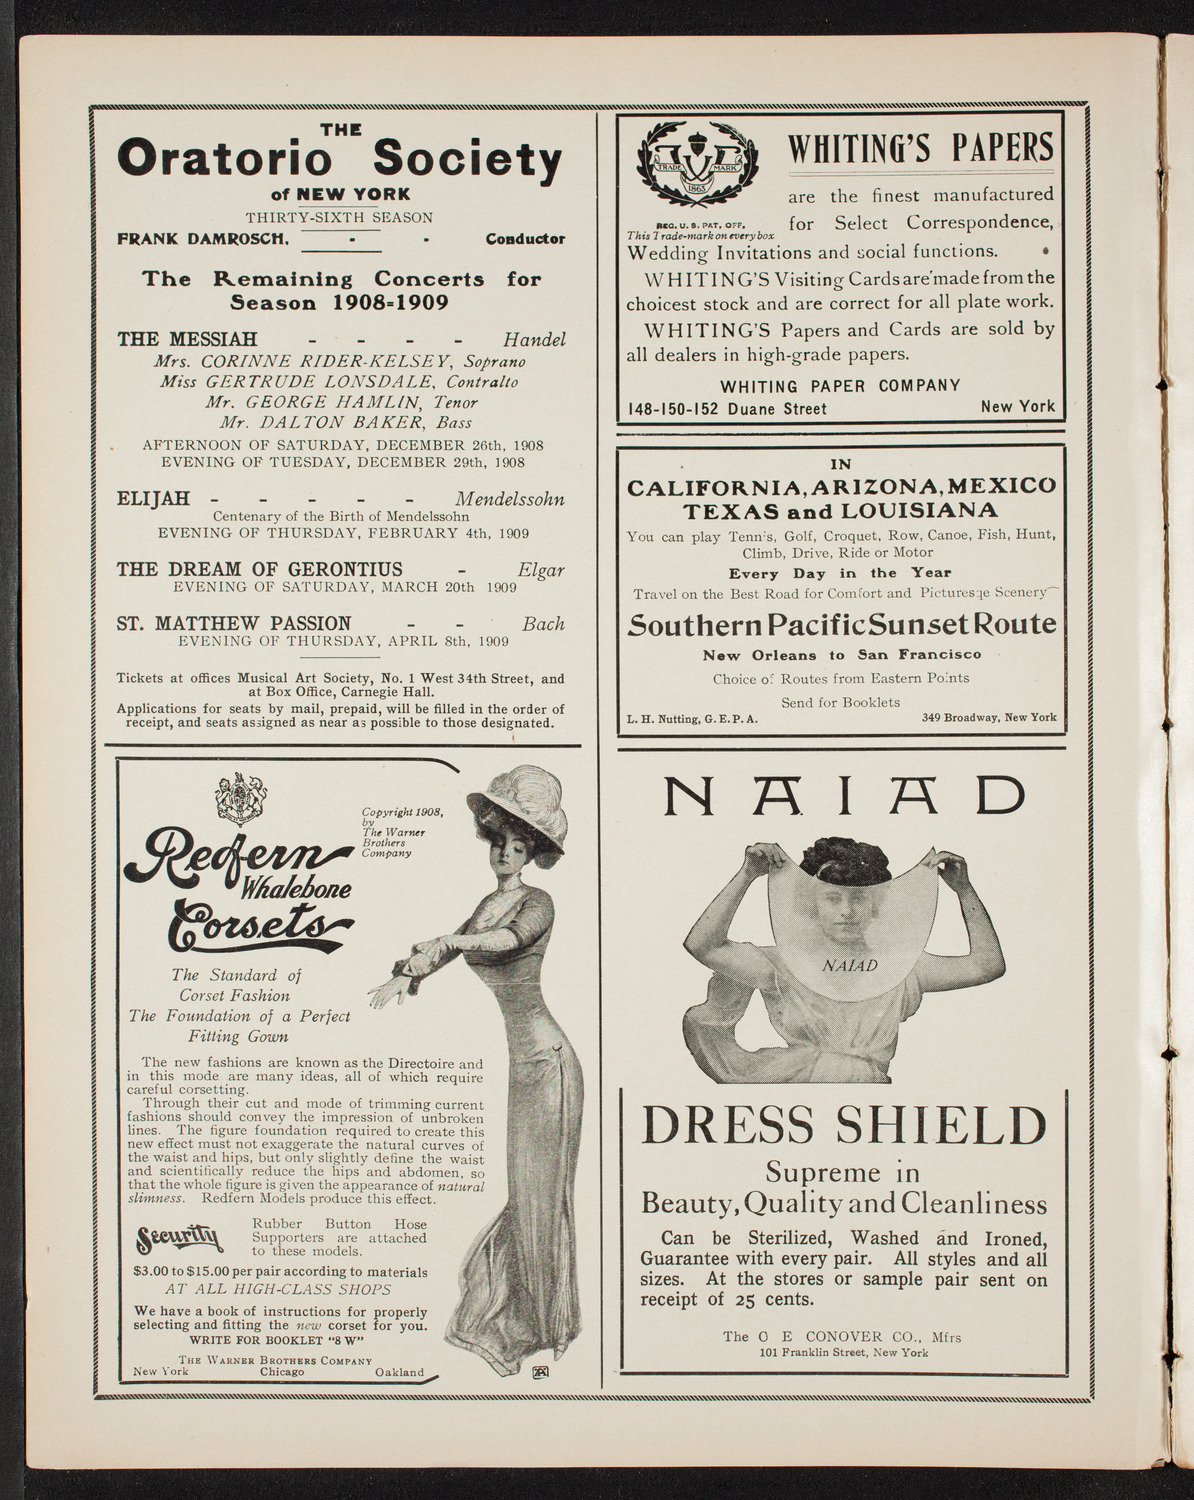 THE
Oratorio Society
of NEW YORK
THIRTY-SIXTH SEASON
FRANK DAMROSCH, - - Conductor
The Remaining Concerts for
Season 1908=1909
THE MESSIAH - - - - Handel
Mrs. CORINNE RIDER-KELSEY, Soprano
Miss GERTRUDE LONSDALE, Contralto
Mr. GEORGE HAMLIN, Tenor
Mr. DALTON BAKER, Bass
AFTERNOON OF SATURDAY, DECEMBER 26th, 1908
EVENING OF TUESDAY, DECEMBER 29th, 1908
ELIJAH - - - - - Mendelssohn
Centenary of the Birth of Mendelssohn
EVENING OF THURSDAY, FEBRUARY 4th, 1909
THE DREAM OF GERONTIUS - Elgar
EVENING OF SATURDAY, MARCH 20th 1909
ST. MATTHEW PASSION - - Bach
EVENING OF THURSDAY, APRIL 8th, 1909
Tickets at offices Musical Art Society, No. 1 West 34th Street, and
at Box Office, Carnegie Hall.
Applications for seats by mail, prepaid, will be filled in the order of
receipt, and seats assigned as near as possible to those designated.
Redfern
Whalebone
Corsets
Copyright 1908,
by
The Warner
Brothers
Company
The Standard of
Corset Fashion
The Foundation of a Perfect
Fitting Gown
The new fashions are known as the Directoire and
in this mode are many ideas, all of which require
careful corsetting.
Through their cut and mode of trimming current
fashions should convey the impression of unbroken
lines. The figure foundation required to create this
new effect must not exaggerate the natural curves of
the waist and hips, but only slightly define the waist
and scientifically reduce the hips and abdomen, so
that the whole figure is given the appearance of natural
slimness. Redfern Models produce this effect.
Security
Rubber Button Hose
Supporters are attached
to these models.
$3.00 to $15.00 per pair according to materials
AT ALL HIGH-CLASS SHOPS
We have a book of instructions for properly
selecting and fitting the new corset for you.
WRITE FOR BOOKLET "8 W"
THE WARNER BROTHERS COMPANY
New York Chicago Oakland
TRADE MARK
1865
REG. U. S. PAT. OFF.
This Trade-mark on every box
WHITING'S PAPERS
are the finest manufactured
for Select Correspondence,
Wedding Invitations and social functions.
WHITING'S Visiting Cards are made from the
choicest stock and are correct for all plate work.
WHITING'S Papers and Cards are sold by
all dealers in high-grade papers.
WHITING PAPER COMPANY
148-150-152 Duane Street New York
IN
CALIFORNIA, ARIZONA, MEXICO
TEXAS and LOUISIANA
You can play Tennis, Golf, Croquet, Row, Canoe, Fish, Hunt,
Climb, Drive, Ride or Motor
Every Day in the Year
Travel on the Best Road for Comfort and Picturesqe Scenery
Southern Pacific Sunset Route
New Orleans to San Francisco
Choice of Routes from Eastern Points
Send for Booklets
L. H. Nutting, G. E. P. A. 349 Broadway, New York
NAIAD
NAIAD
DRESS SHIELD
Supreme in
Beauty, Quality and Cleanliness
Can be Sterilized, Washed and Ironed,
Guarantee with every pair. All styles and all
sizes. At the stores or sample pair sent on
receipt of 25 cents.
The O E CONOVER CO., Mfrs
101 Franklin Street, New York